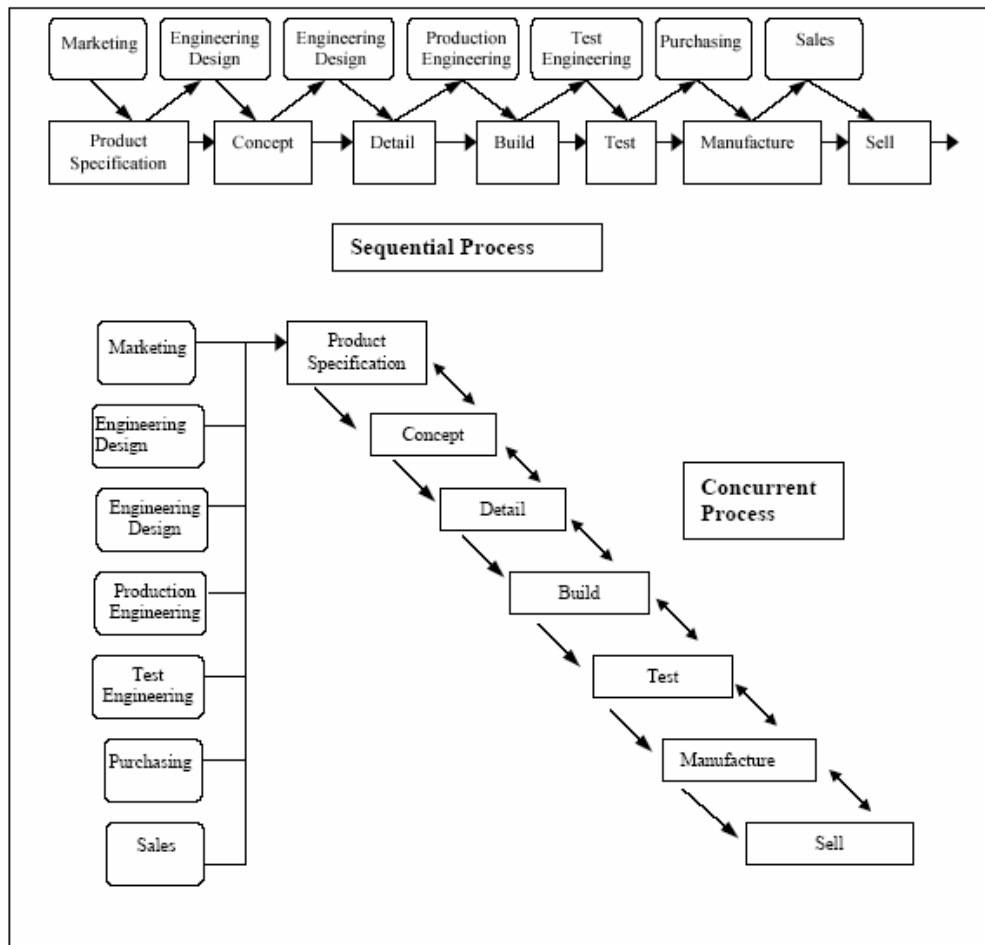 Marketing
Engineering
Design
Engineering
Design
Production
Engineering
Test
Engineering
Purchasing
Sales
Product
Specification
Concept
Detail
Build
Test
Manufacture
Sell
Sequential Process
Marketing
Engineering
Design
Engineering
Design
Production
Engineering
Test
Engineering
Purchasing
Sales
Product
Specification
Concept
Detail
Build
Test
Manufacture
Sell
Concurrent
Process